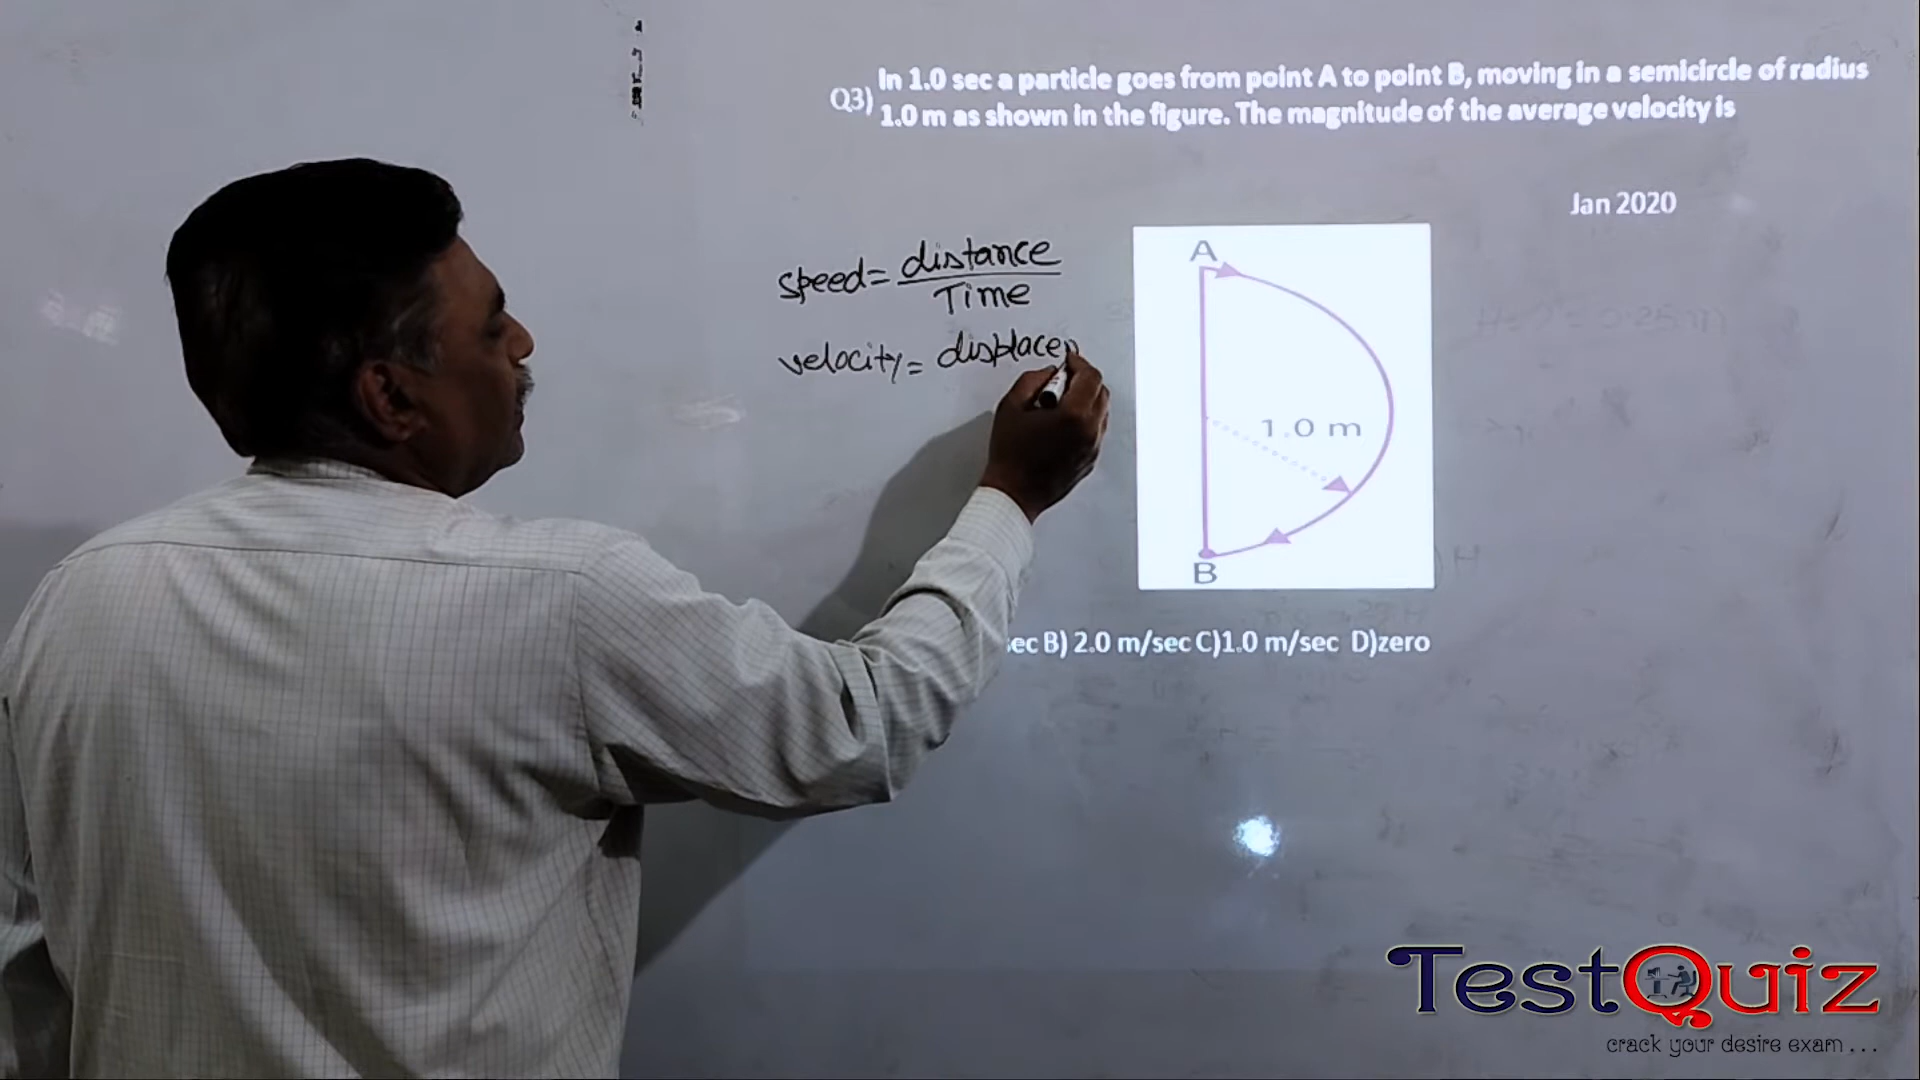 In 1.0 sec a particle goes from point A to point B, moving in a semicircle of radius
Q3) 1.0 m as shown in the figure. The magnitude of the average velocity is
Jan 2020
speed = distance
Time
velocity = displace
A
1.0 m
B
B) 2.0 m/sec C)1.0 m/sec D)zero
TestQuiz
crack your desire exam . . .